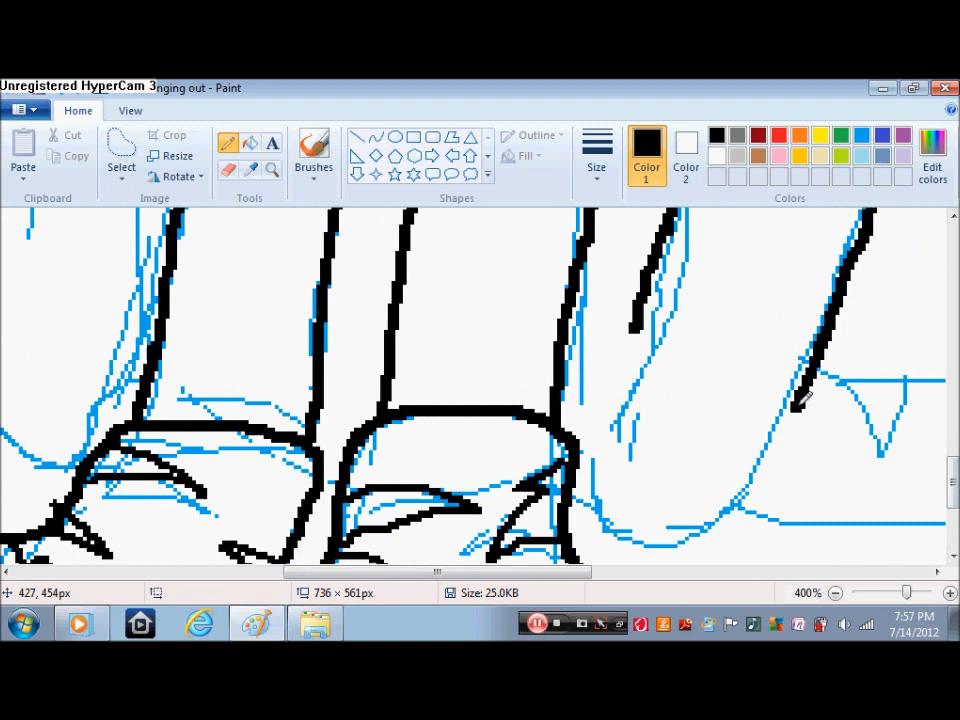 Unregistered HyperCam 3
nging out - Paint
Home
View
Paste
Cut
Copy
Clipboard
Select
Crop
Resize
Rotate
Image
A
Tools
Brushes
Shapes
Outline
Fill
Size
Color
1
Color
2
Colors
Edit
colors
427, 454px
736 × 561px
Size: 25.0KB
400%
7:57 PM
7/14/2012